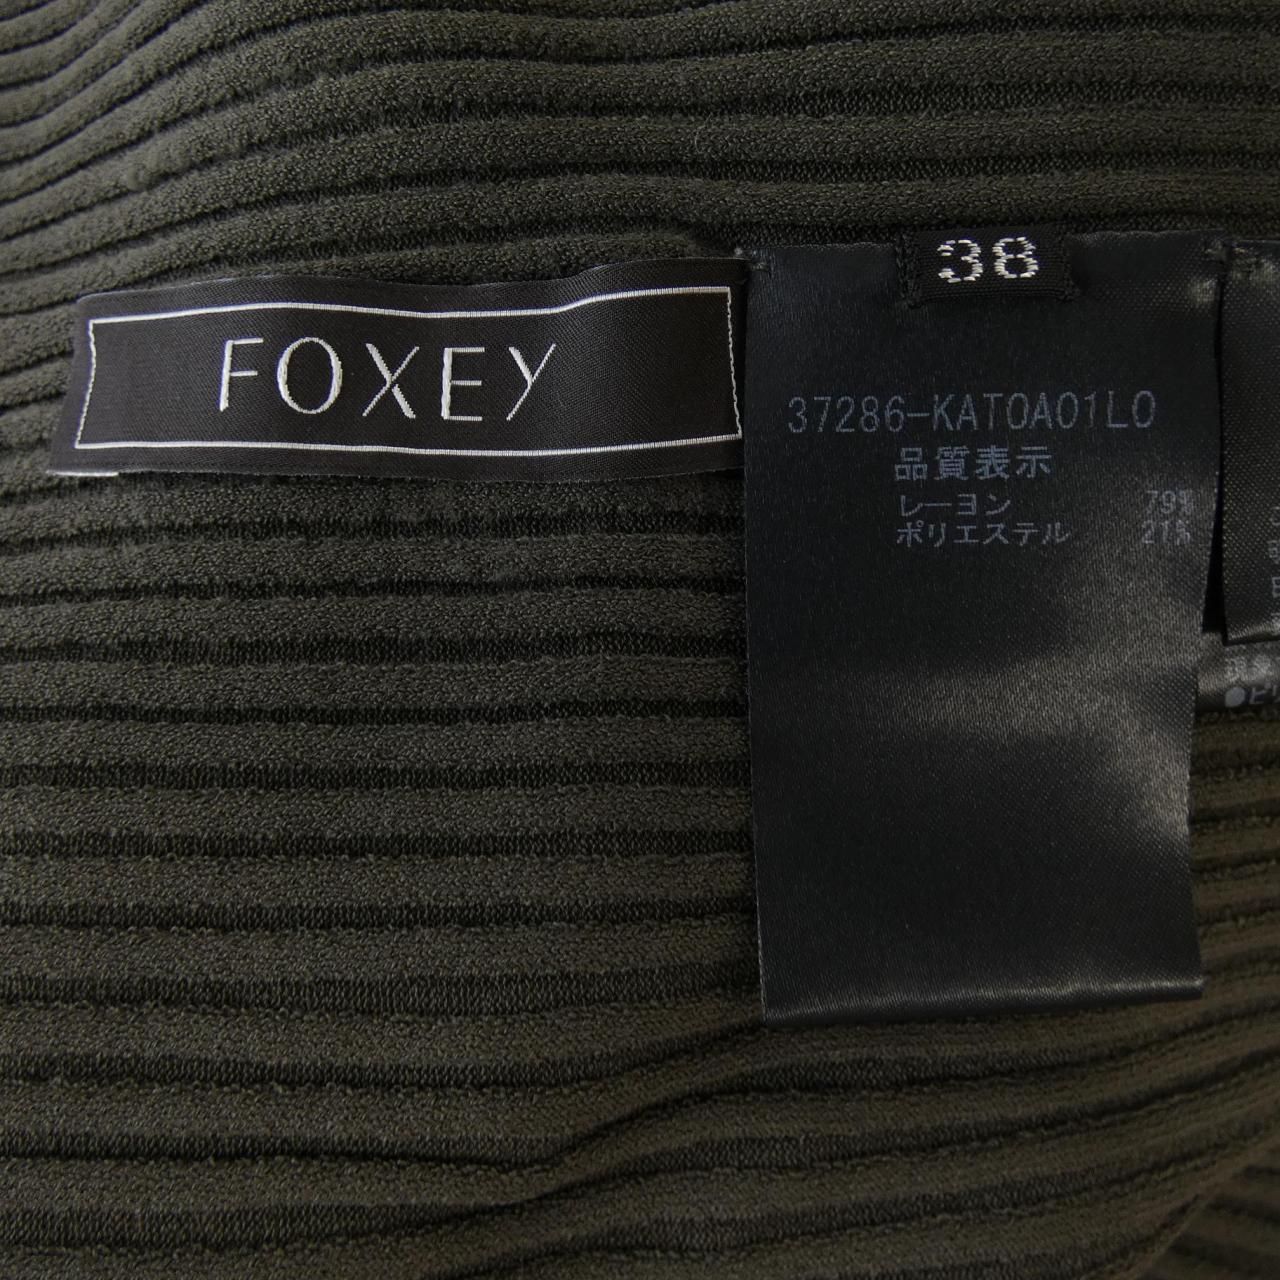 FOXEY
38
37286-KATOA01LO
品質表示
レーヨン 79%
ポリエステル 21%